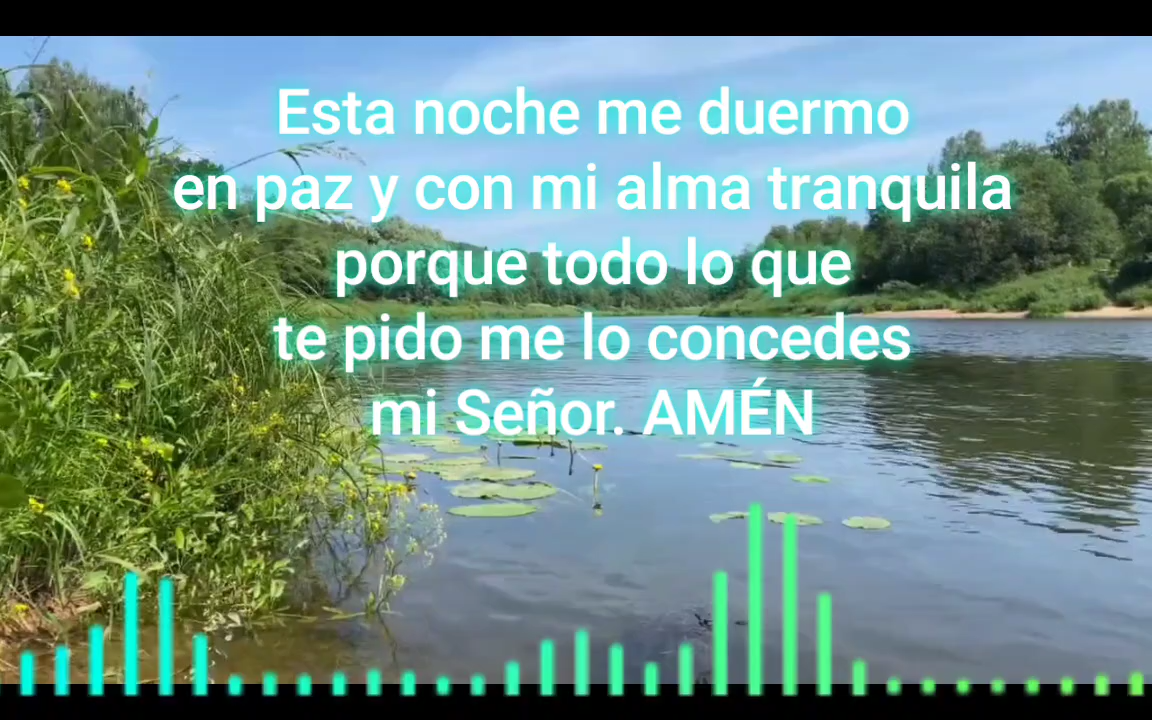 Esta noche me duermo
en paz y con mi alma tranquila
porque todo lo que
te pido me lo concedes
mi Señor. AMÉN